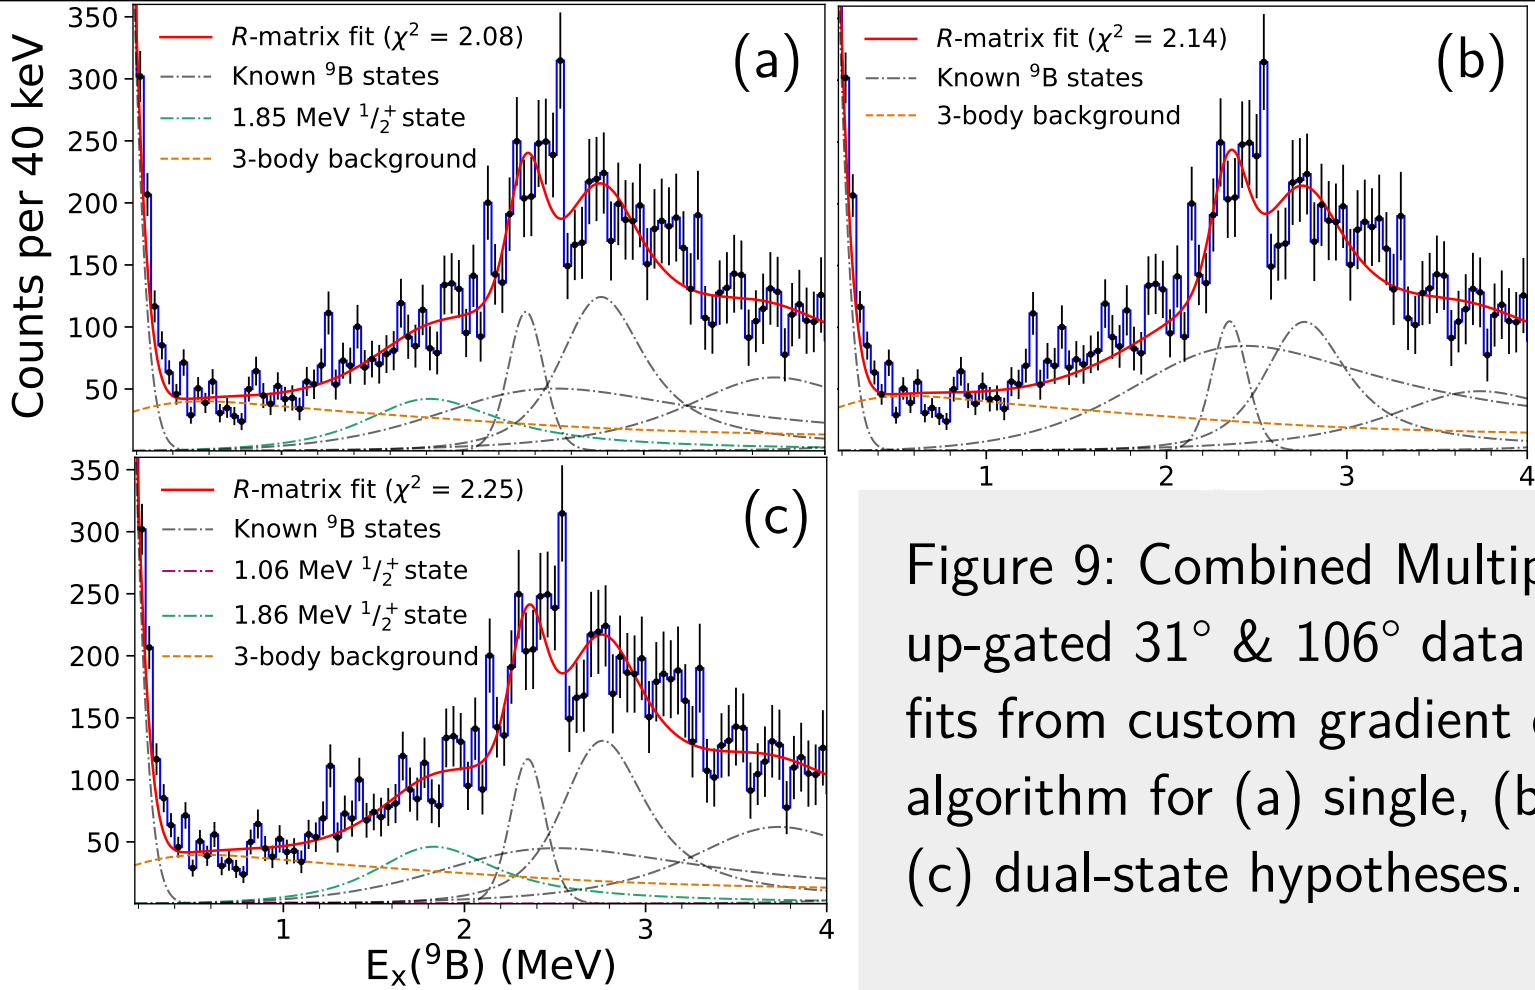 Counts per 40 keV
350
300
250
200
150
100
50
R-matrix fit (χ² = 2.08)
Known ⁹B states
1.85 MeV ¹/₂⁺ state
3-body background
(a)
R-matrix fit (χ² = 2.14)
Known ⁹B states
3-body background
(b)
1
2
3
4
350
300
250
200
150
100
50
R-matrix fit (χ² = 2.25)
Known ⁹B states
1.06 MeV ¹/₂⁺ state
1.86 MeV ¹/₂⁺ state
3-body background
(c)
1
2
3
4
Eₓ(⁹B) (MeV)
Figure 9: Combined Multip
up-gated 31° & 106° data
fits from custom gradient
algorithm for (a) single, (b
(c) dual-state hypotheses.